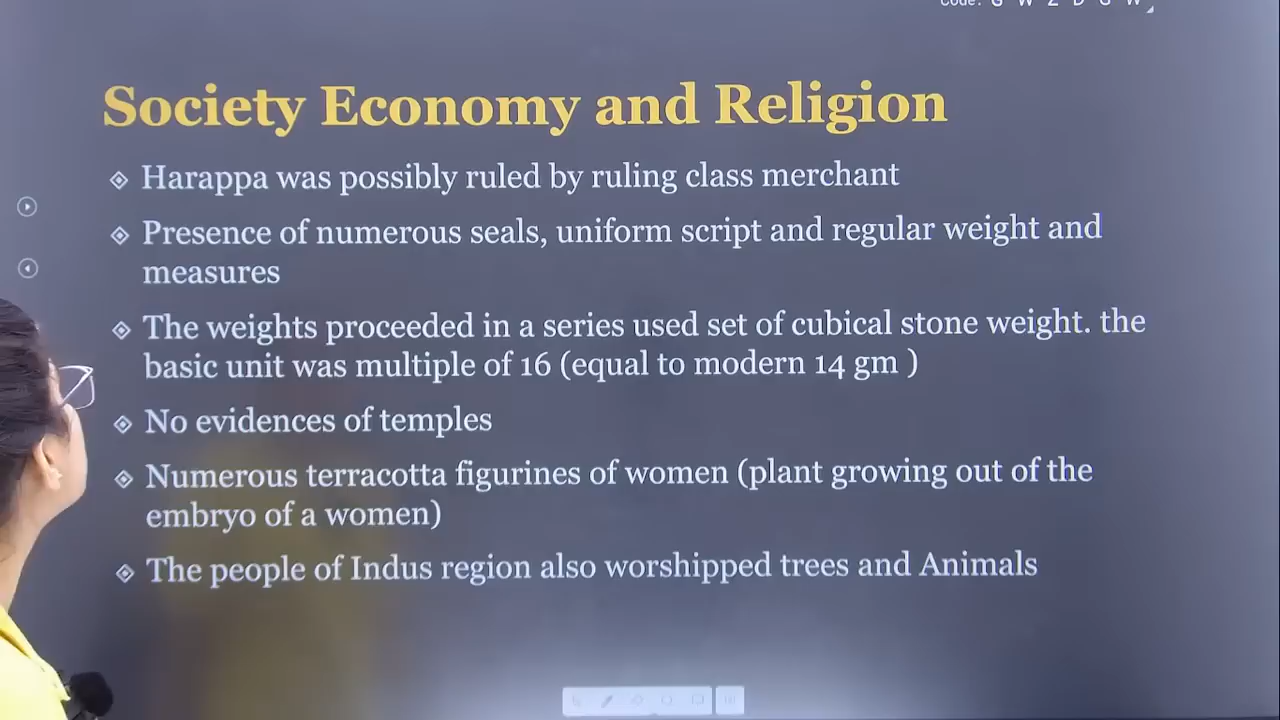 Society Economy and Religion
Harappa was possibly ruled by ruling class merchant
Presence of numerous seals, uniform script and regular weight and
measures
The weights proceeded in a series used set of cubical stone weight. the
basic unit was multiple of 16 (equal to modern 14 gm )
No evidences of temples
Numerous terracotta figurines of women (plant growing out of the
embryo of a women)
The people of Indus region also worshipped trees and Animals